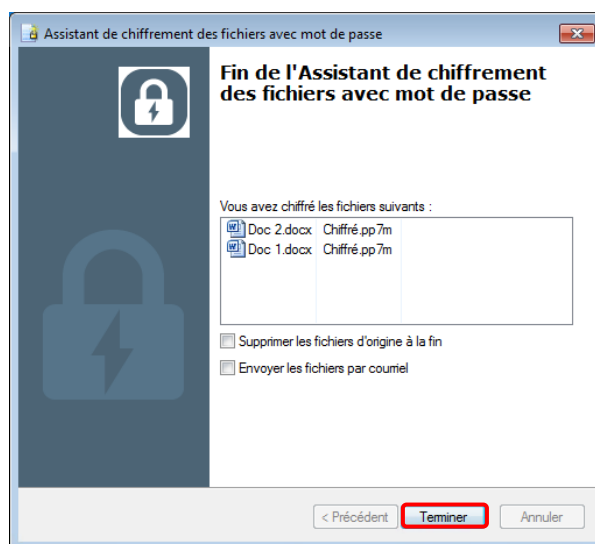 Assistant de chiffrement des fichiers avec mot de passe
Fin de l'Assistant de chiffrement
des fichiers avec mot de passe
Vous avez chiffré les fichiers suivants :
Doc 2.docx Chiffré.pp7m
Doc 1.docx Chiffré.pp7m
Supprimer les fichiers d'origine à la fin
Envoyer les fichiers par courriel
< Précédent Terminer Annuler